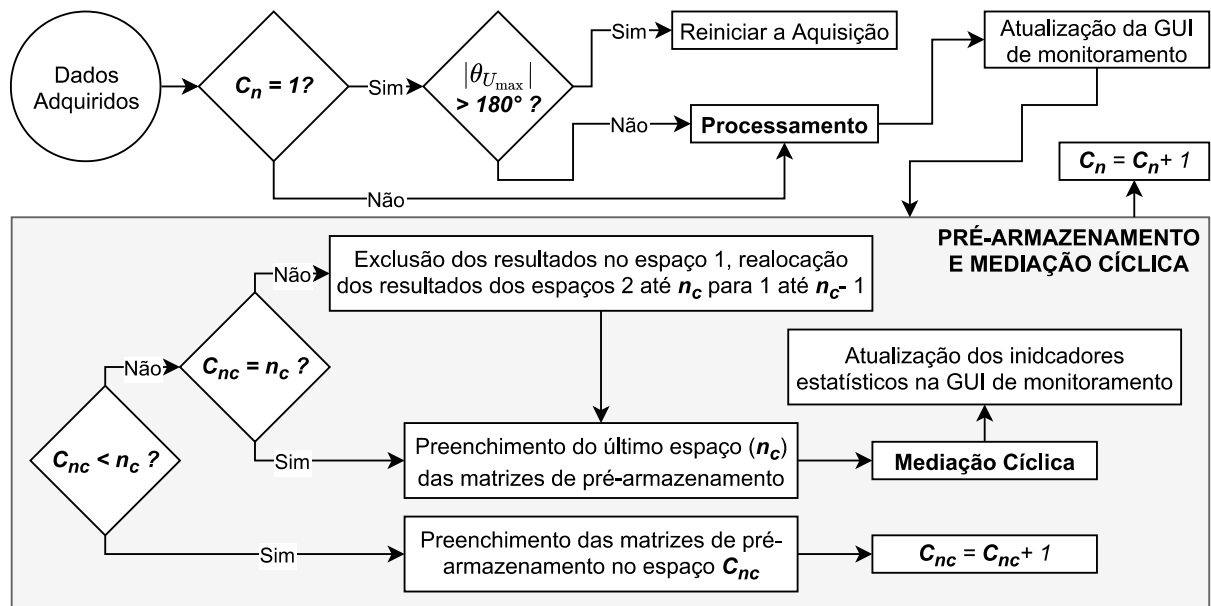 Dados
Adquiridos
C_n = 1?
Sim
|θ_{U_max}|
> 180° ?
Sim
Reiniciar a Aquisição
Não
Processamento
Não
Atualização da GUI
de monitoramento
C_n = C_n + 1
PRÉ-ARMAZENAMENTO
E MEDIAÇÃO CÍCLICA
C_nc < n_c ?
Não
C_nc = n_c ?
Não
Exclusão dos resultados no espaço 1, realocação
dos resultados dos espaços 2 até n_c para 1 até n_c - 1
Sim
Preenchimento do último espaço (n_c)
das matrizes de pré-armazenamento
Mediação Cíclica
Atualização dos inidcadores
estatísticos na GUI de monitoramento
Sim
Preenchimento das matrizes de pré-
armazenamento no espaço C_nc
C_nc = C_nc + 1